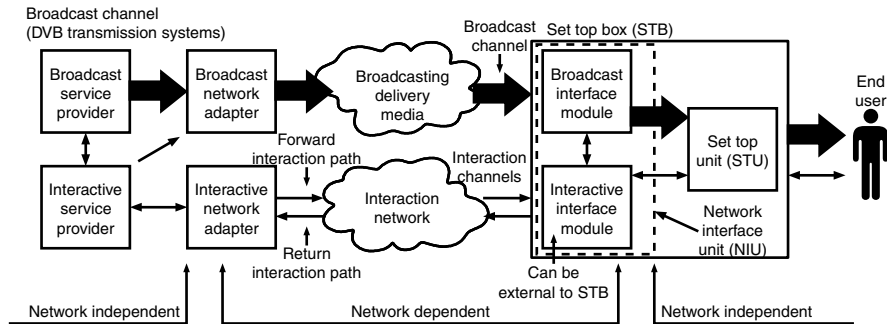 Broadcast channel
(DVB transmission systems)
Broadcast
service
provider
Broadcast
network
adapter
Broadcasting
delivery
media
Broadcast
channel
Set top box (STB)
Broadcast
interface
module
Set top
unit (STU)
End
user
Forward
interaction path
Interaction
channels
Interactive
service
provider
Interactive
network
adapter
Interaction
network
Interactive
interface
module
Network
interface
unit (NIU)
Return
interaction path
Can be
external to STB
Network independent
Network dependent
Network independent